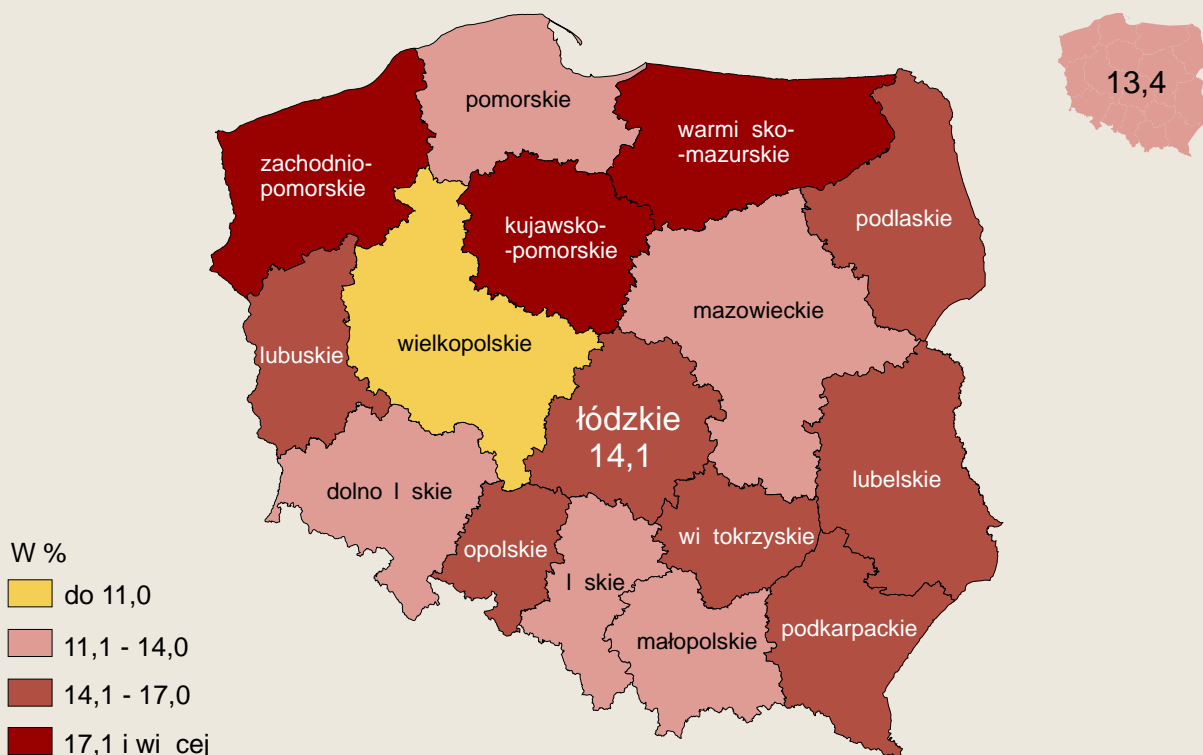 13,4
pomorskie
warmi sko-
-mazurskie
zachodnio-
pomorskie
podlaskie
kujawsko-
-pomorskie
mazowieckie
wielkopolskie
lubuskie
łódzkie
14,1
lubelskie
dolno l skie
opolskie
wi tokrzyskie
l skie
małopolskie
podkarpackie
W %
do 11,0
11,1 - 14,0
14,1 - 17,0
17,1 i wi cej